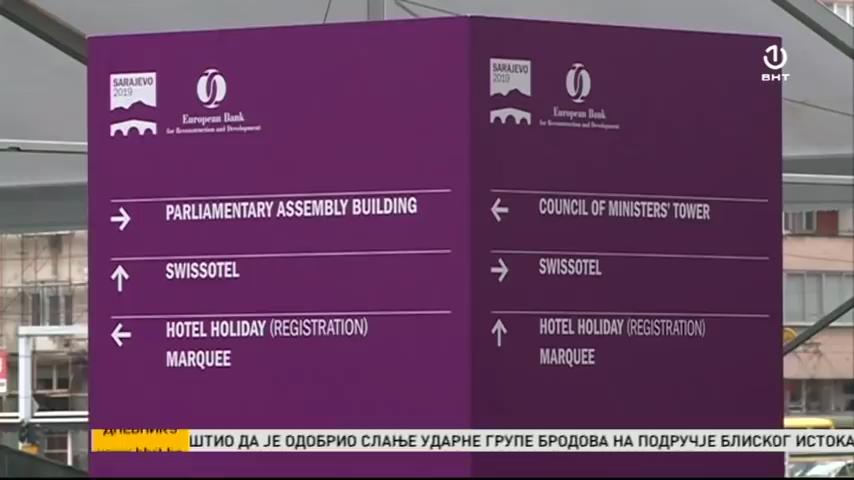 SARAJEVO
2019
European Bank
for Reconstruction and Development
→ PARLIAMENTARY ASSEMBLY BUILDING
↑ SWISSOTEL
← HOTEL HOLIDAY (REGISTRATION)
MARQUEE
SARAJEVO
2019
European Bank
for Reconstruction and Development
← COUNCIL OF MINISTERS' TOWER
→ SWISSOTEL
↑ HOTEL HOLIDAY (REGISTRATION)
MARQUEE
1
BHT
ШТИО ДА ЈЕ ОДОБРИО СЛАЊЕ УДАРНЕ ГРУПЕ БРОДОВА НА ПОДРУЧЈЕ БЛИСКОГ ИСТОКА